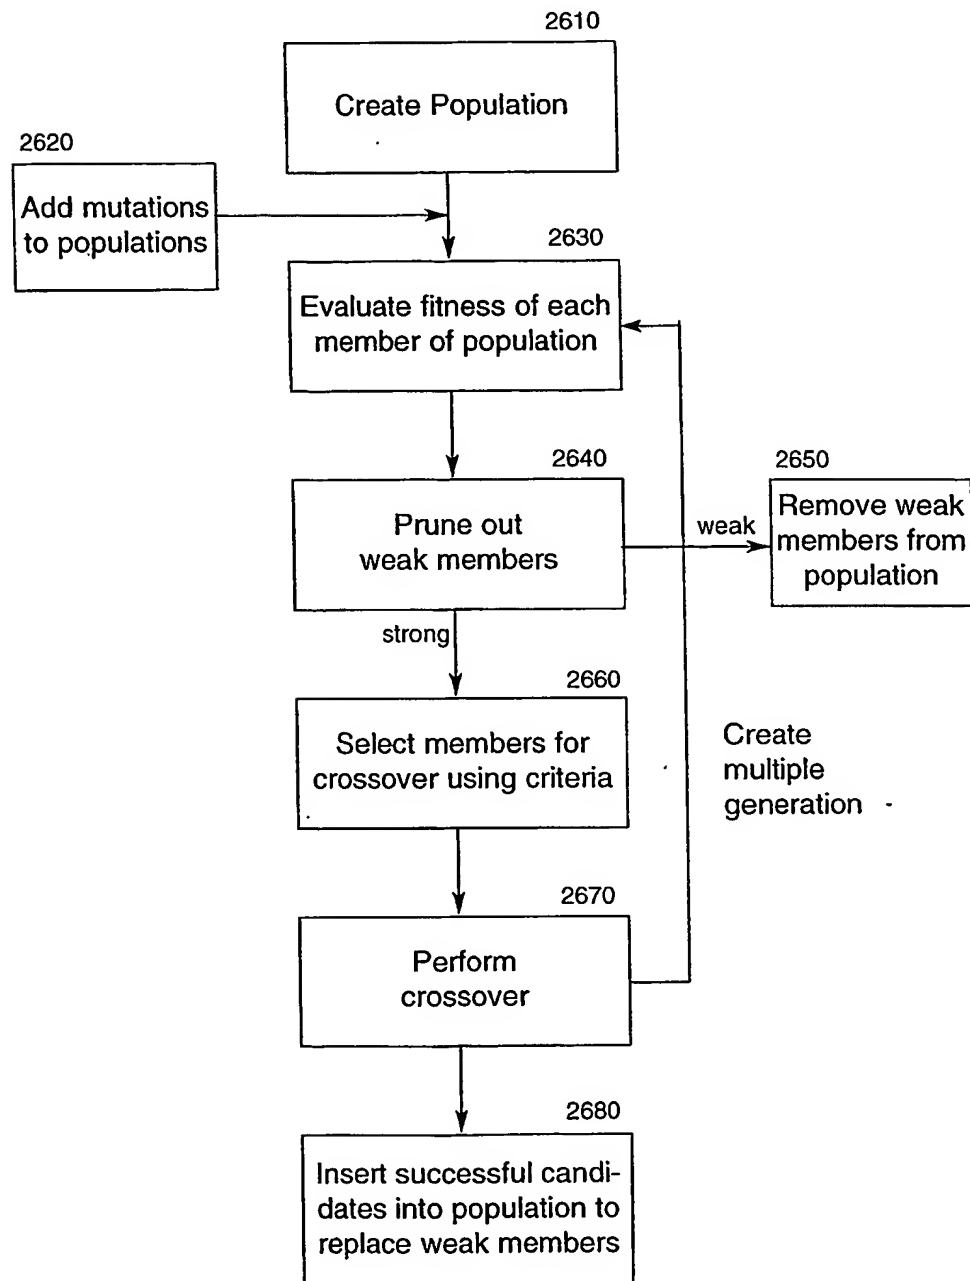 2610
Create Population
2620
Add mutations
to populations
2630
Evaluate fitness of each
member of population
2640
Prune out
weak members
weak
2650
Remove weak
members from
population
strong
2660
Select members for
crossover using criteria
Create
multiple
generation
2670
Perform
crossover
2680
Insert successful candi-
dates into population to
replace weak members